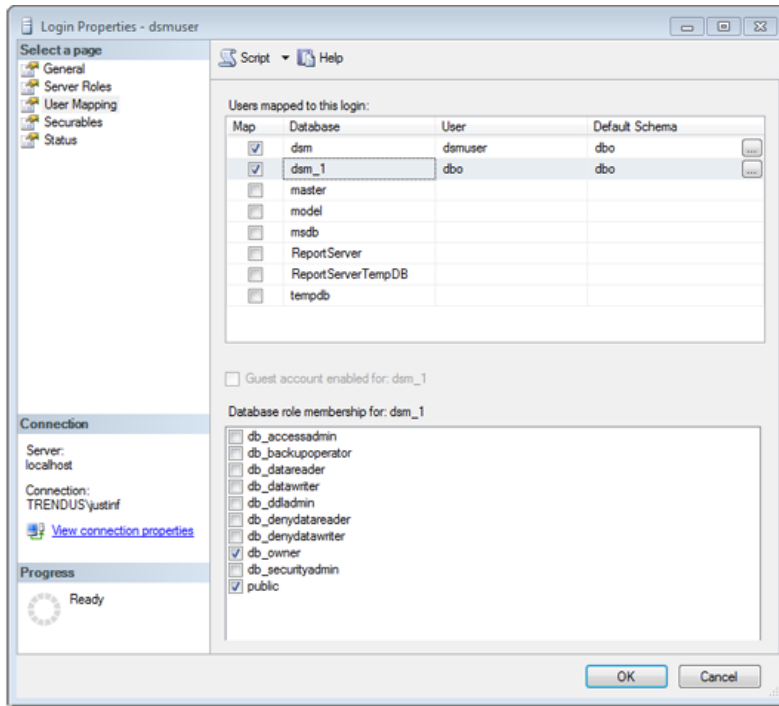 Login Properties - dsmuser
Select a page
General
Server Roles
User Mapping
Securables
Status
Script Help
Users mapped to this login:
Map Database User Default Schema
dsm dsmuser dbo ...
dsm_1 dbo dbo ...
master
model
msdb
ReportServer
ReportServerTempDB
tempdb
Guest account enabled for: dsm_1
Database role membership for: dsm_1
db_accessadmin
db_backupoperator
db_datareader
db_datawriter
db_ddladmin
db_denydatareader
db_denydatawriter
db_owner
db_securityadmin
public
Connection
Server:
localhost
Connection:
TRENDUS\justinf
View connection properties
Progress
Ready
OK Cancel